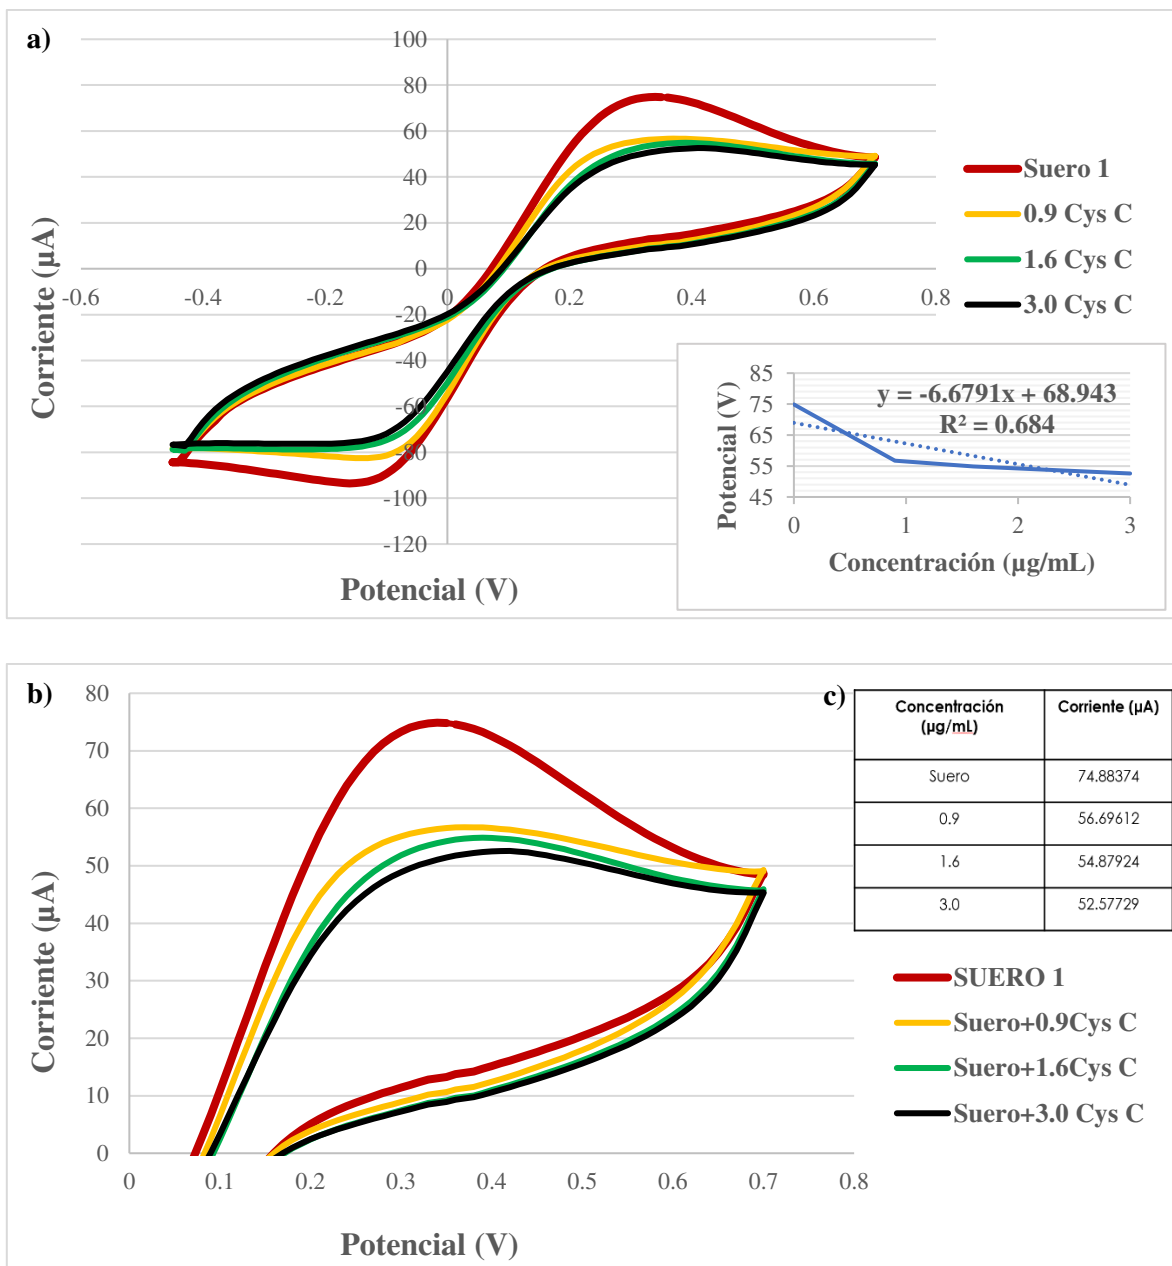 a)
100
80
60
40
20
0
-20
-40
-60
-80
-100
-120
-0.6
-0.4
-0.2
0
0.2
0.4
0.6
0.8
Corriente (µA)
Potencial (V)
Suero 1
0.9 Cys C
1.6 Cys C
3.0 Cys C
85
75
65
55
45
y = -6.6791x + 68.943
R² = 0.684
Potencial (V)
0
1
2
3
Concentración (µg/mL)
b)
80
70
60
50
40
30
20
10
0
0
0.1
0.2
0.3
0.4
0.5
0.6
0.7
0.8
Corriente (µA)
Potencial (V)
c)
Concentración Corriente (µA)
(µg/mL)
Suero 74.88374
0.9 56.69612
1.6 54.87924
3.0 52.57729
SUERO 1
Suero+0.9Cys C
Suero+1.6Cys C
Suero+3.0 Cys C